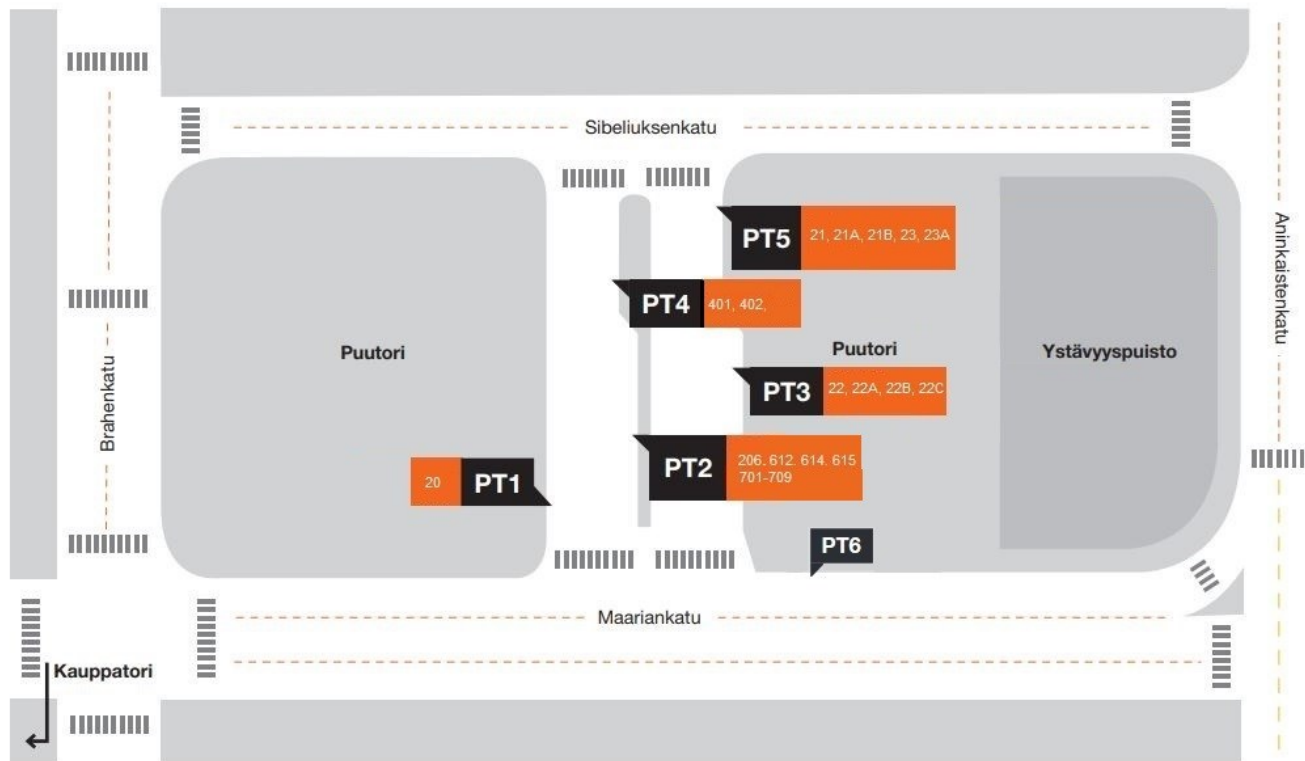 Sibeliuksenkatu
PT5 21, 21A, 21B, 23, 23A
Aninkaistenkatu
PT4 401, 402,
Puutori
Puutori
Ystävyyspuisto
Brahenkatu
PT3 22, 22A, 22B, 22C
PT2 206. 612. 614. 615
701-709
20 PT1
PT6
Maariankatu
Kauppatori